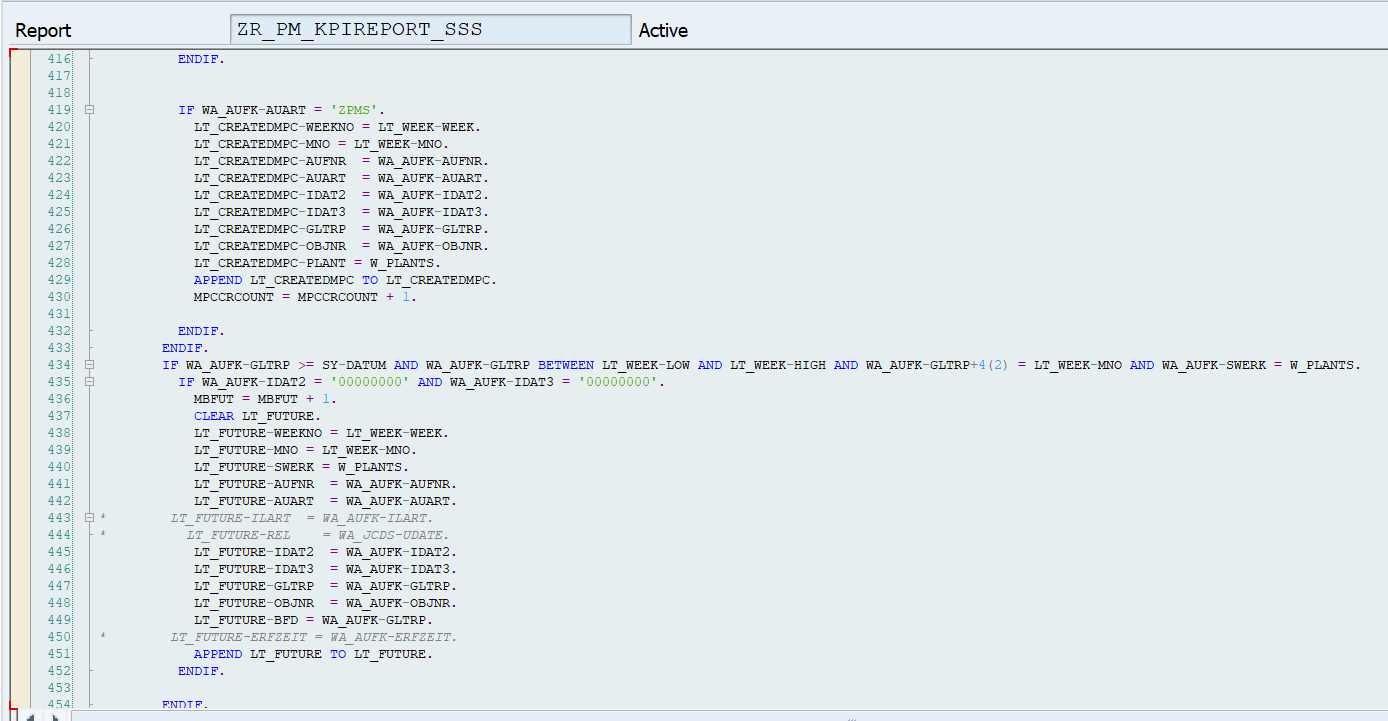 Report ZR_PM_KPIREPORT_SSS Active
416 ENDIF.
417
418
419 IF WA_AUFK-AUART = 'ZPMS'.
420 LT_CREATEDMPC-WEEKNO = LT_WEEK-WEEK.
421 LT_CREATEDMPC-MNO = LT_WEEK-MNO.
422 LT_CREATEDMPC-AUFNR  = WA_AUFK-AUFNR.
423 LT_CREATEDMPC-AUART  = WA_AUFK-AUART.
424 LT_CREATEDMPC-IDAT2  = WA_AUFK-IDAT2.
425 LT_CREATEDMPC-IDAT3  = WA_AUFK-IDAT3.
426 LT_CREATEDMPC-GLTRP  = WA_AUFK-GLTRP.
427 LT_CREATEDMPC-OBJNR  = WA_AUFK-OBJNR.
428 LT_CREATEDMPC-PLANT = W_PLANTS.
429 APPEND LT_CREATEDMPC TO LT_CREATEDMPC.
430 MPCCRCOUNT = MPCCRCOUNT + 1.
431
432 ENDIF.
433 ENDIF.
434 IF WA_AUFK-GLTRP >= SY-DATUM AND WA_AUFK-GLTRP BETWEEN LT_WEEK-LOW AND LT_WEEK-HIGH AND WA_AUFK-GLTRP+4(2) = LT_WEEK-MNO AND WA_AUFK-SWERK = W_PLANTS.
435 IF WA_AUFK-IDAT2 = '00000000' AND WA_AUFK-IDAT3 = '00000000'.
436 MBFUT = MBFUT + 1.
437 CLEAR LT_FUTURE.
438 LT_FUTURE-WEEKNO = LT_WEEK-WEEK.
439 LT_FUTURE-MNO = LT_WEEK-MNO.
440 LT_FUTURE-SWERK = W_PLANTS.
441 LT_FUTURE-AUFNR  = WA_AUFK-AUFNR.
442 LT_FUTURE-AUART  = WA_AUFK-AUART.
443 * LT_FUTURE-ILART  = WA_AUFK-ILART.
444 * LT_FUTURE-REL    = WA_JCDS-UDATE.
445 LT_FUTURE-IDAT2  = WA_AUFK-IDAT2.
446 LT_FUTURE-IDAT3  = WA_AUFK-IDAT3.
447 LT_FUTURE-GLTRP  = WA_AUFK-GLTRP.
448 LT_FUTURE-OBJNR  = WA_AUFK-OBJNR.
449 LT_FUTURE-BFD = WA_AUFK-GLTRP.
450 * LT_FUTURE-ERFZEIT = WA_AUFK-ERFZEIT.
451 APPEND LT_FUTURE TO LT_FUTURE.
452 ENDIF.
453
454 ENDIF.